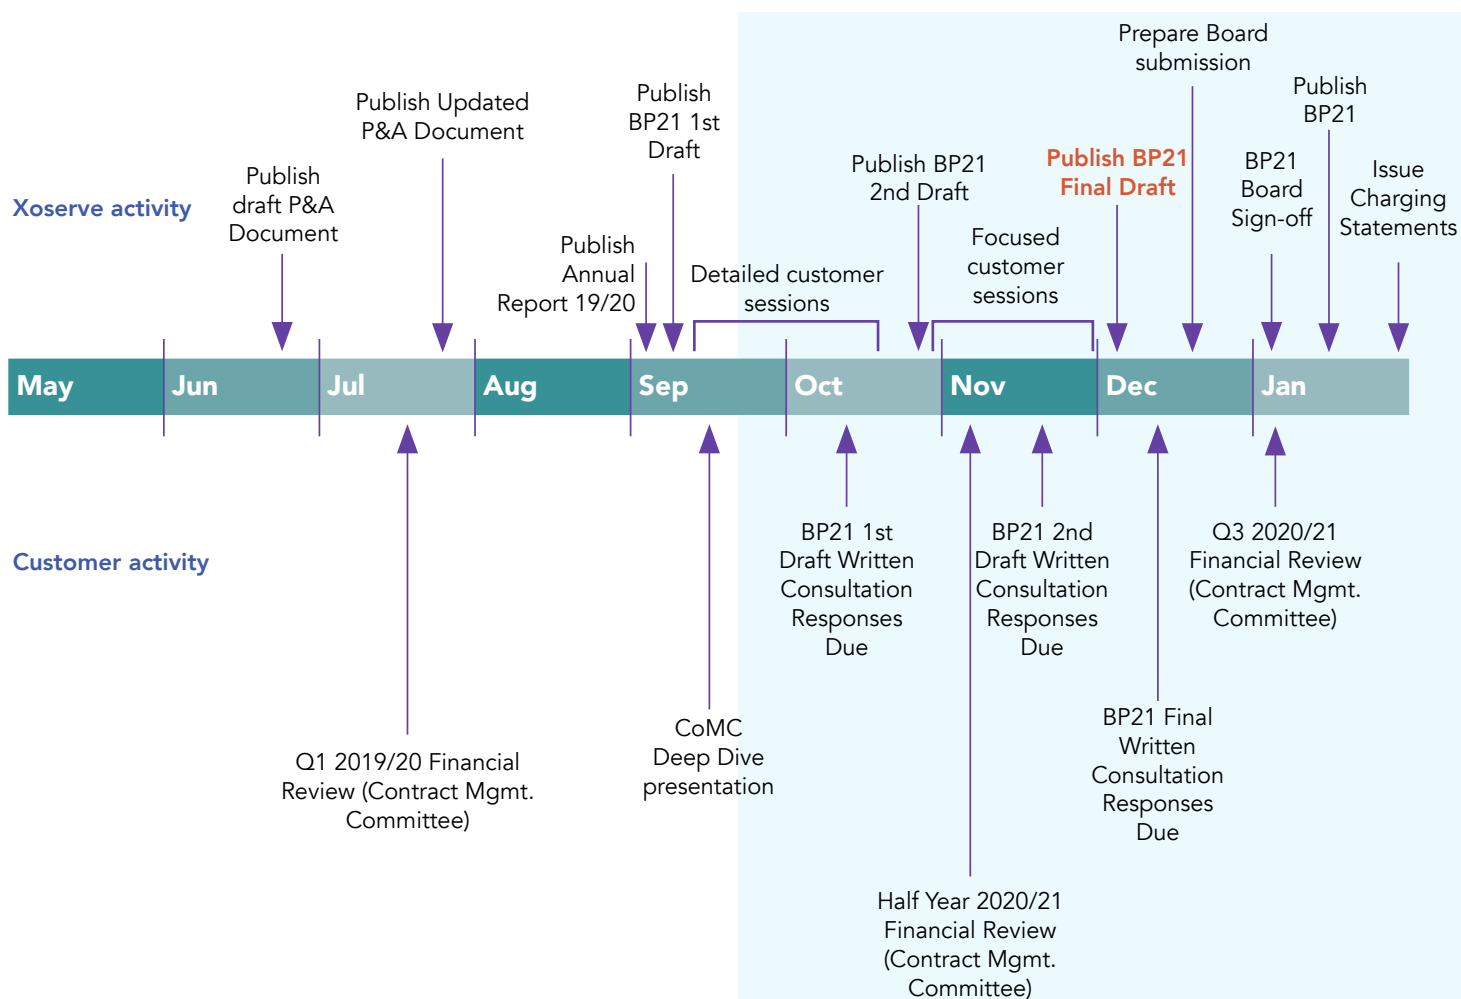 Xoserve activity
Publish
draft P&A
Document
Publish Updated
P&A Document
Publish
Annual
Report 19/20
Publish
BP21 1st
Draft
Detailed customer
sessions
Publish BP21
2nd Draft
Focused
customer
sessions
Publish BP21
Final Draft
Prepare Board
submission
BP21
Board
Sign-off
Publish
BP21
Issue
Charging
Statements
May
Jun
Jul
Aug
Sep
Oct
Nov
Dec
Jan
Customer activity
Q1 2019/20 Financial
Review (Contract Mgmt.
Committee)
CoMC
Deep Dive
presentation
BP21 1st
Draft Written
Consultation
Responses
Due
Half Year 2020/21
Financial Review
(Contract Mgmt.
Committee)
BP21 2nd
Draft Written
Consultation
Responses
Due
BP21 Final
Written
Consultation
Responses
Due
Q3 2020/21
Financial Review
(Contract Mgmt.
Committee)